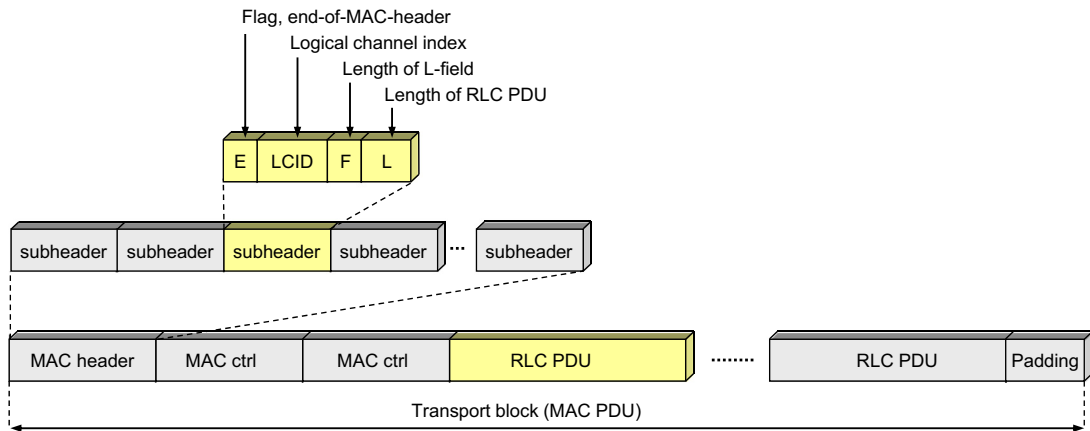 Flag, end-of-MAC-header
Logical channel index
Length of L-field
Length of RLC PDU
E LCID F L
subheader subheader subheader subheader ... subheader
MAC header MAC ctrl MAC ctrl RLC PDU ........ RLC PDU Padding
Transport block (MAC PDU)